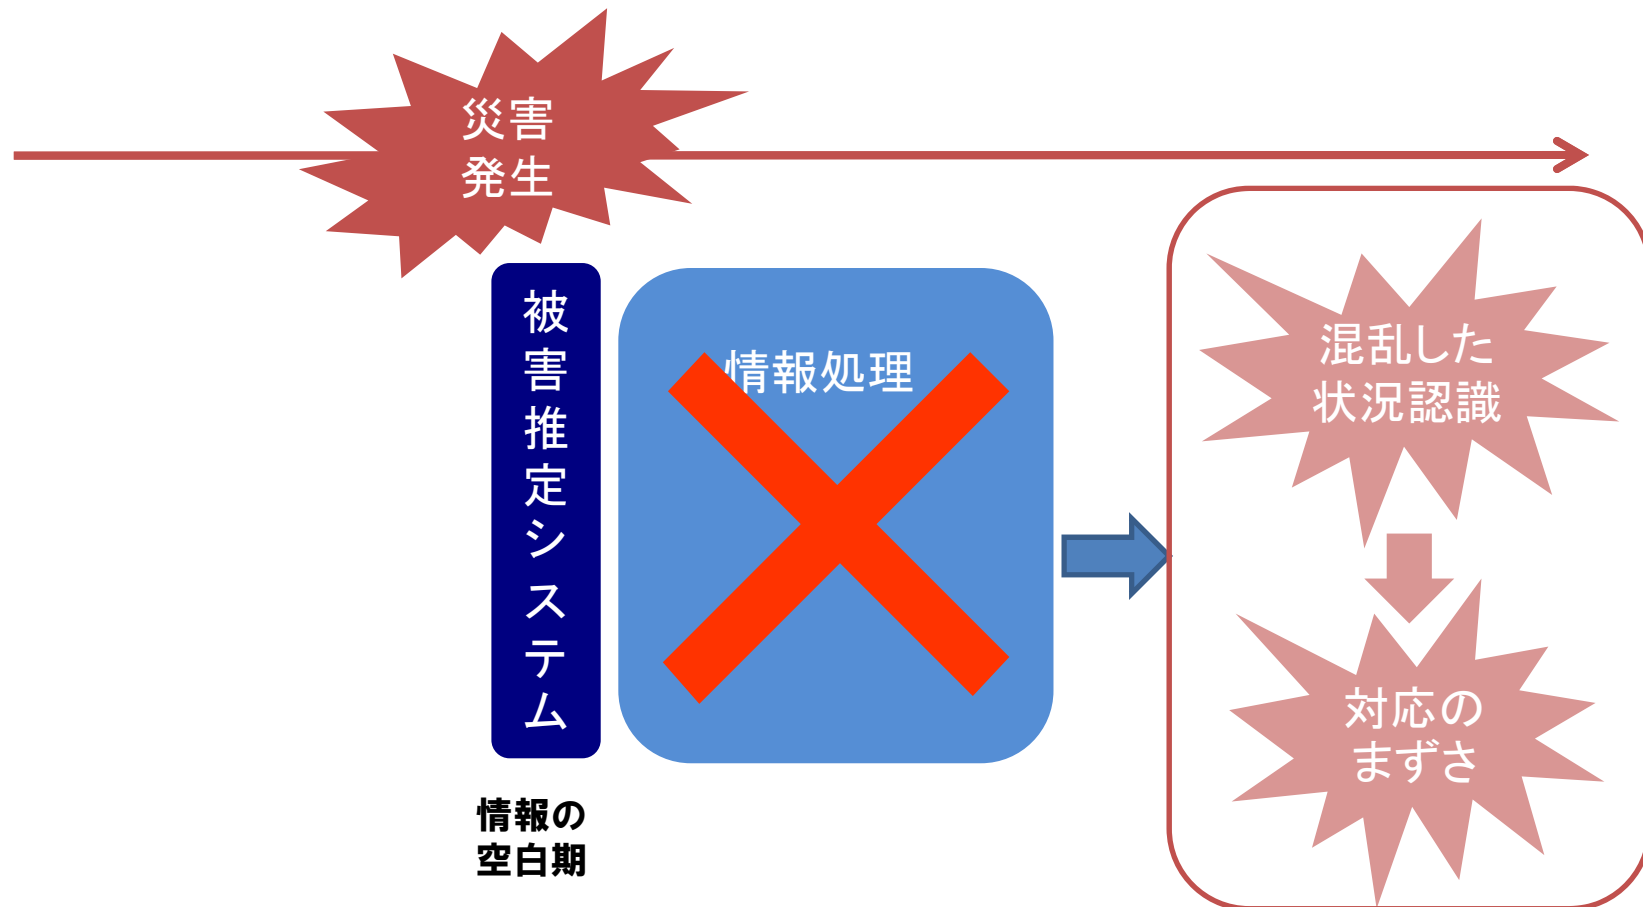 災害
発生
被害推定システム
情報処理
混乱した
状況認識
対応の
まずさ
情報の
空白期